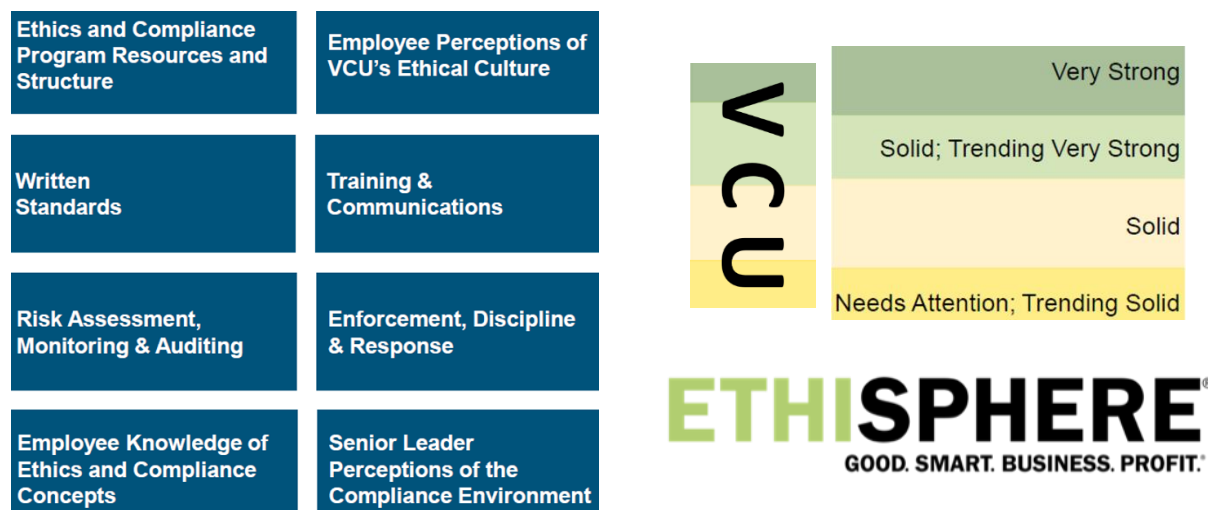 Ethics and Compliance
Program Resources and
Structure
Employee Perceptions of
VCU's Ethical Culture
Written
Standards
Training &
Communications
Risk Assessment,
Monitoring & Auditing
Enforcement, Discipline
& Response
Employee Knowledge of
Ethics and Compliance
Concepts
Senior Leader
Perceptions of the
Compliance Environment
VCU
Very Strong
Solid; Trending Very Strong
Solid
Needs Attention; Trending Solid
ETHISPHERE®
GOOD. SMART. BUSINESS. PROFIT.®